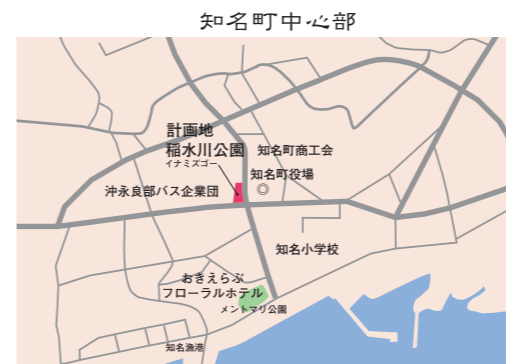 知名町中心部
計画地
稲水川公園
イナミズゴー
知名町商工会
知名町役場
沖永良部バス企業団
知名小学校
おきえらぶ
フローラルホテル
メントマリ公園
知名漁港